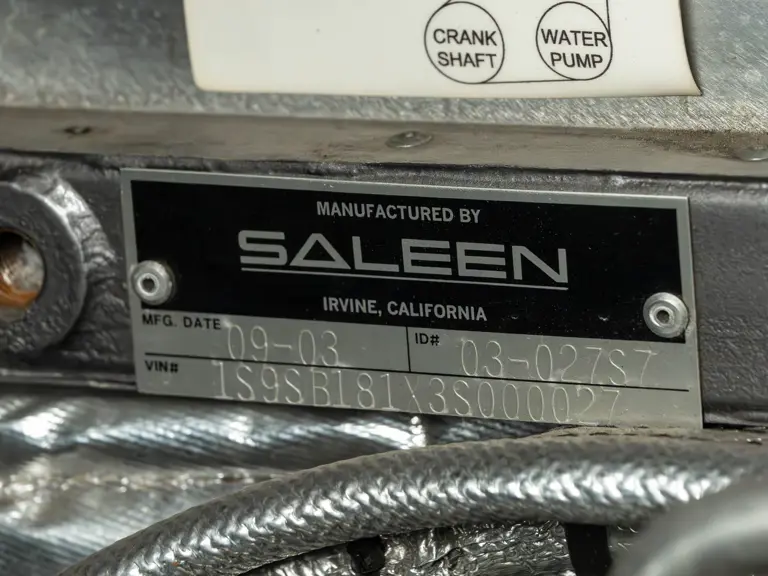 CRANK
SHAFT
WATER
PUMP
MANUFACTURED BY
SALEEN
IRVINE, CALIFORNIA
MFG. DATE 09-03 ID# 03-027S7
VIN# 1S9SB181X3S000027